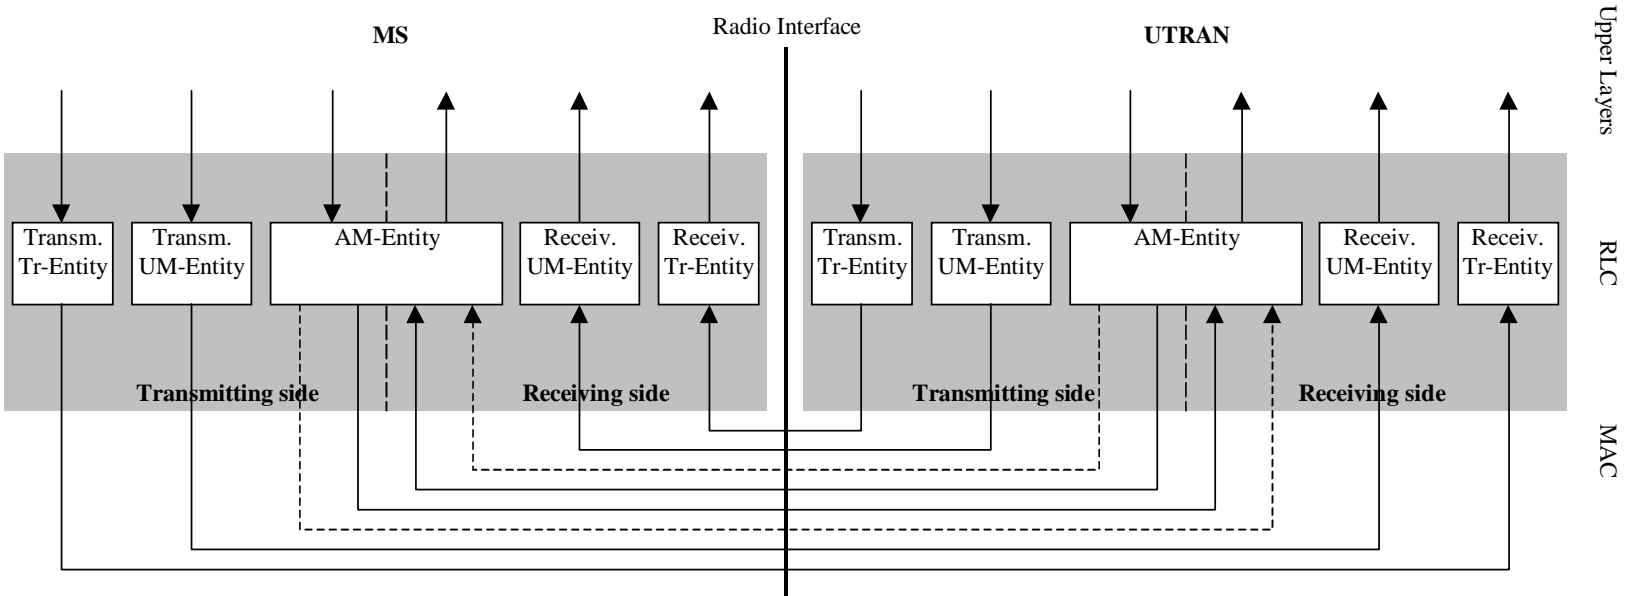 Radio Interface
MS
UTRAN
Upper Layers
Transm.
Tr-Entity
Transm.
UM-Entity
AM-Entity
Receiv.
UM-Entity
Receiv.
Tr-Entity
Transm.
Tr-Entity
Transm.
UM-Entity
AM-Entity
Receiv.
UM-Entity
Receiv.
Tr-Entity
RLC
Transmitting side
Receiving side
Transmitting side
Receiving side
MAC